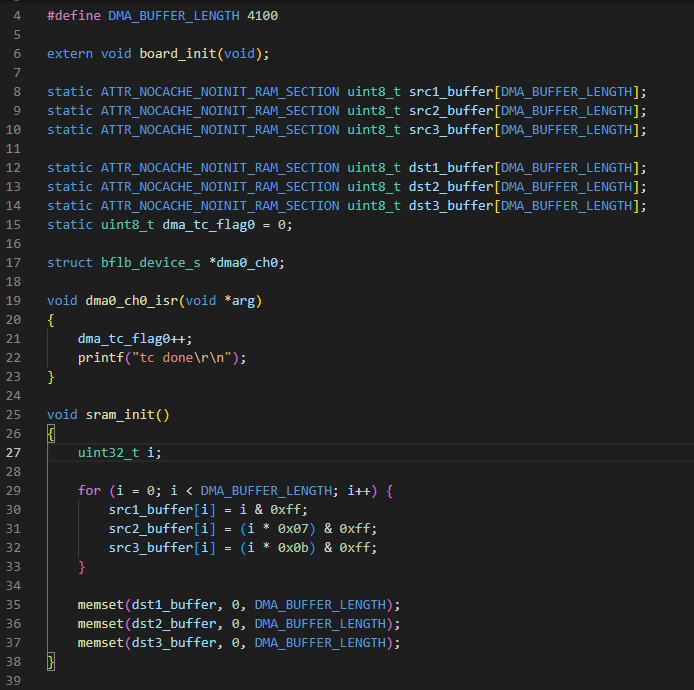 4 #define DMA_BUFFER_LENGTH 4100
5
6 extern void board_init(void);
7
8 static ATTR_NOCACHE_NOINIT_RAM_SECTION uint8_t src1_buffer[DMA_BUFFER_LENGTH];
9 static ATTR_NOCACHE_NOINIT_RAM_SECTION uint8_t src2_buffer[DMA_BUFFER_LENGTH];
10 static ATTR_NOCACHE_NOINIT_RAM_SECTION uint8_t src3_buffer[DMA_BUFFER_LENGTH];
11
12 static ATTR_NOCACHE_NOINIT_RAM_SECTION uint8_t dst1_buffer[DMA_BUFFER_LENGTH];
13 static ATTR_NOCACHE_NOINIT_RAM_SECTION uint8_t dst2_buffer[DMA_BUFFER_LENGTH];
14 static ATTR_NOCACHE_NOINIT_RAM_SECTION uint8_t dst3_buffer[DMA_BUFFER_LENGTH];
15 static uint8_t dma_tc_flag0 = 0;
16
17 struct bflb_device_s *dma0_ch0;
18
19 void dma0_ch0_isr(void *arg)
20 {
21     dma_tc_flag0++;
22     printf("tc done\r\n");
23 }
24
25 void sram_init()
26 {
27     uint32_t i;
28
29     for (i = 0; i < DMA_BUFFER_LENGTH; i++) {
30         src1_buffer[i] = i & 0xff;
31         src2_buffer[i] = (i * 0x07) & 0xff;
32         src3_buffer[i] = (i * 0x0b) & 0xff;
33     }
34
35     memset(dst1_buffer, 0, DMA_BUFFER_LENGTH);
36     memset(dst2_buffer, 0, DMA_BUFFER_LENGTH);
37     memset(dst3_buffer, 0, DMA_BUFFER_LENGTH);
38 }
39